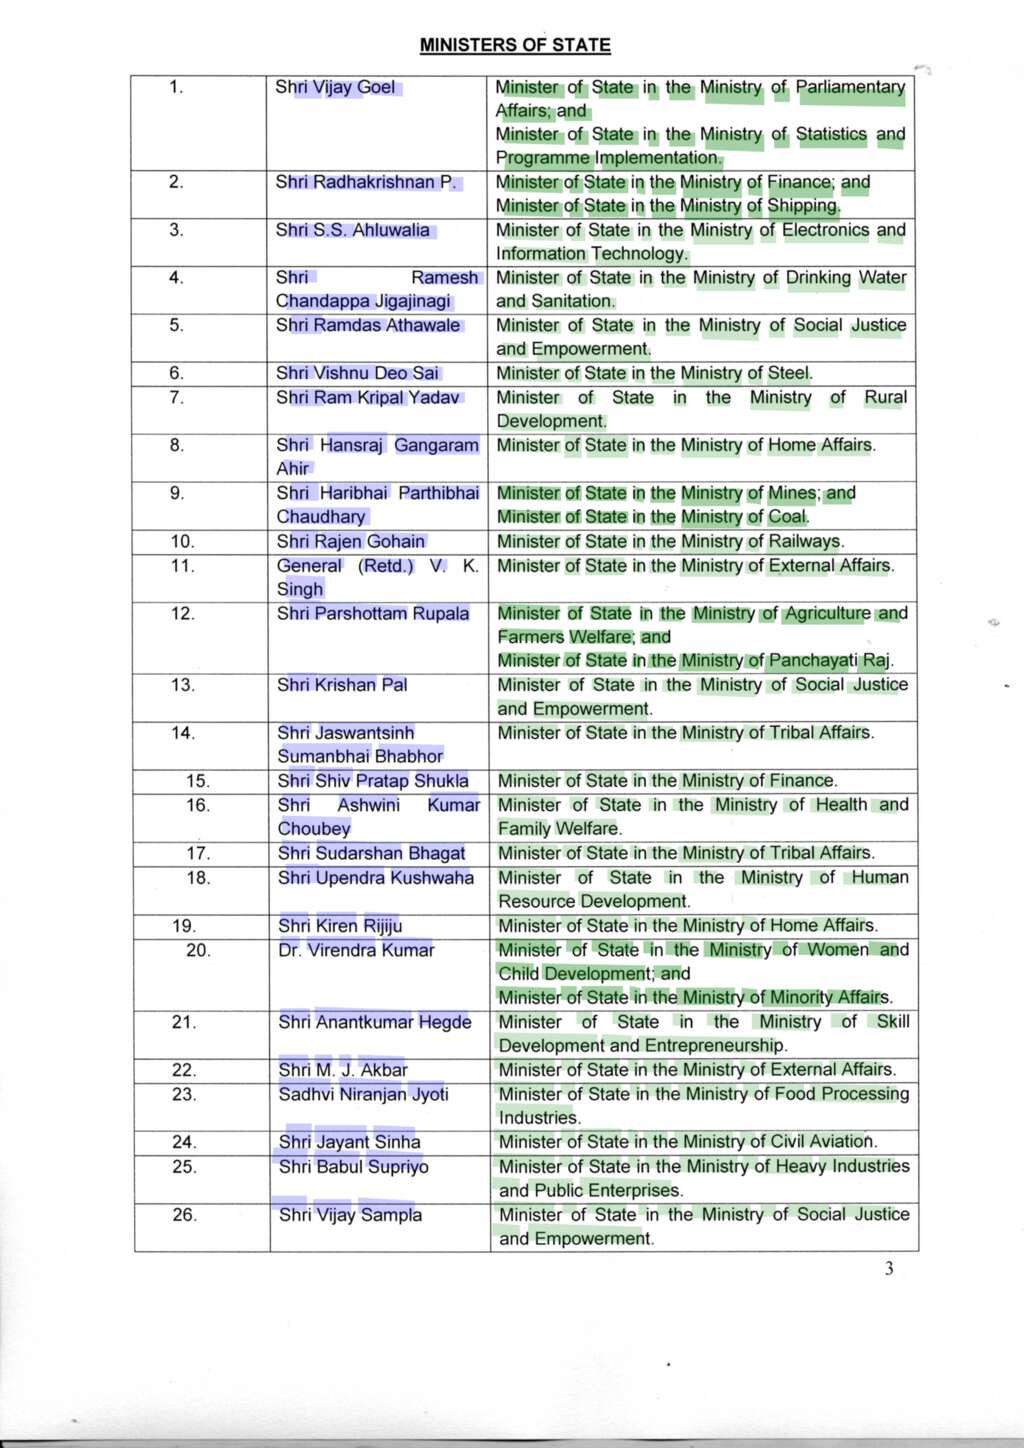 MINISTERS OF STATE
1. Shri Vijay Goel Minister of State in the Ministry of Parliamentary
Affairs; and
Minister of State in the Ministry of Statistics and
Programme Implementation.
2. Shri Radhakrishnan P. Minister of State in the Ministry of Finance; and
Minister of State in the Ministry of Shipping.
3. Shri S.S. Ahluwalia Minister of State in the Ministry of Electronics and
Information Technology.
4. Shri Ramesh Minister of State in the Ministry of Drinking Water
Chandappa Jigajinagi and Sanitation.
5. Shri Ramdas Athawale Minister of State in the Ministry of Social Justice
and Empowerment.
6. Shri Vishnu Deo Sai Minister of State in the Ministry of Steel.
7. Shri Ram Kripal Yadav Minister of State in the Ministry of Rural
Development.
8. Shri Hansraj Gangaram Minister of State in the Ministry of Home Affairs.
Ahir
9. Shri Haribhai Parthibhai Minister of State in the Ministry of Mines; and
Chaudhary Minister of State in the Ministry of Coal.
10. Shri Rajen Gohain Minister of State in the Ministry of Railways.
11. General (Retd.) V. K. Minister of State in the Ministry of External Affairs.
Singh
12. Shri Parshottam Rupala Minister of State in the Ministry of Agriculture and
Farmers Welfare; and
Minister of State in the Ministry of Panchayati Raj.
13. Shri Krishan Pal Minister of State in the Ministry of Social Justice
and Empowerment.
14. Shri Jaswantsinh Minister of State in the Ministry of Tribal Affairs.
Sumanbhai Bhabhor
15. Shri Shiv Pratap Shukla Minister of State in the Ministry of Finance.
16. Shri Ashwini Kumar Minister of State in the Ministry of Health and
Choubey Family Welfare.
17. Shri Sudarshan Bhagat Minister of State in the Ministry of Tribal Affairs.
18. Shri Upendra Kushwaha Minister of State in the Ministry of Human
Resource Development.
19. Shri Kiren Rijiju Minister of State in the Ministry of Home Affairs.
20. Dr. Virendra Kumar Minister of State in the Ministry of Women and
Child Development; and
Minister of State in the Ministry of Minority Affairs.
21. Shri Anantkumar Hegde Minister of State in the Ministry of Skill
Development and Entrepreneurship.
22. Shri M. J. Akbar Minister of State in the Ministry of External Affairs.
23. Sadhvi Niranjan Jyoti Minister of State in the Ministry of Food Processing
Industries.
24. Shri Jayant Sinha Minister of State in the Ministry of Civil Aviation.
25. Shri Babul Supriyo Minister of State in the Ministry of Heavy Industries
and Public Enterprises.
26. Shri Vijay Sampla Minister of State in the Ministry of Social Justice
and Empowerment.
3